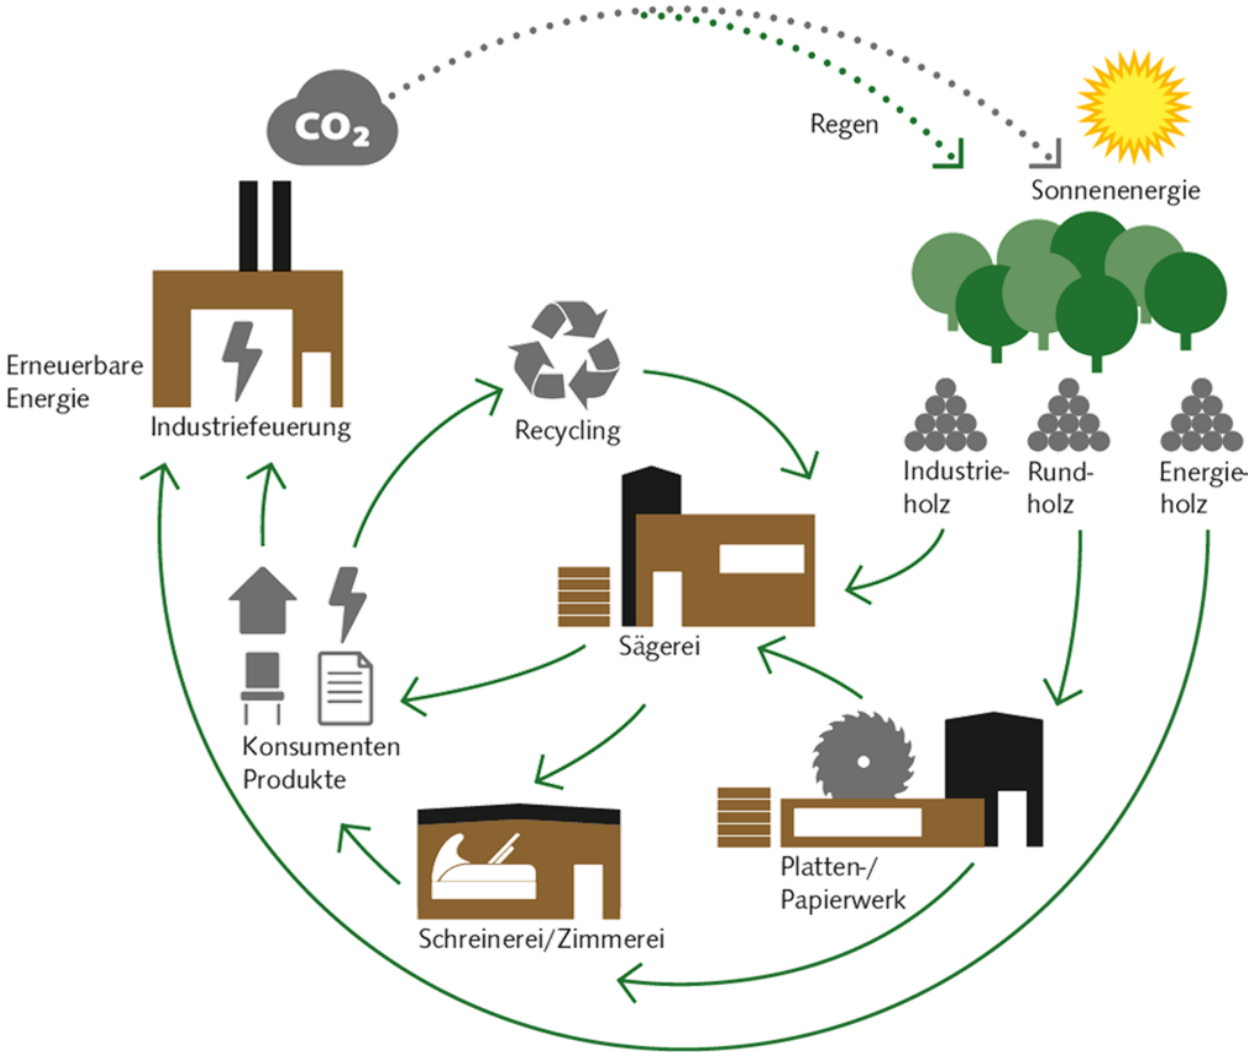 CO2
Regen
Sonnenenergie
Erneuerbare
Energie
Industriefeuerung
Recycling
Industrie-
holz
Rund-
holz
Energie-
holz
Sägerei
Konsumenten
Produkte
Platten-/
Papierwerk
Schreinerei/Zimmerei